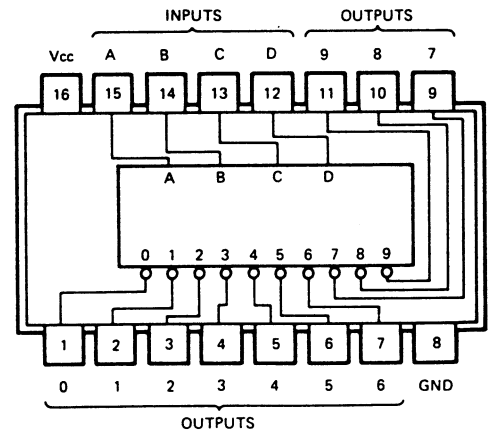 INPUTS OUTPUTS
Vcc A B C D 9 8 7
16 15 14 13 12 11 10 9
A B C D
0 1 2 3 4 5 6 7 8 9
1 2 3 4 5 6 7 8
0 1 2 3 4 5 6 GND
OUTPUTS